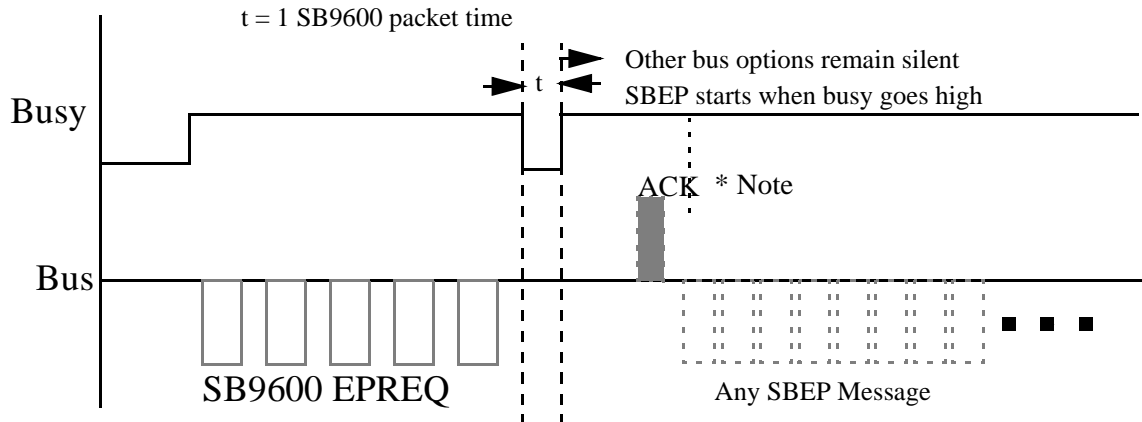 t = 1 SB9600 packet time
Other bus options remain silent
t
SBEP starts when busy goes high
Busy
ACK * Note
Bus
SB9600 EPREQ
Any SBEP Message